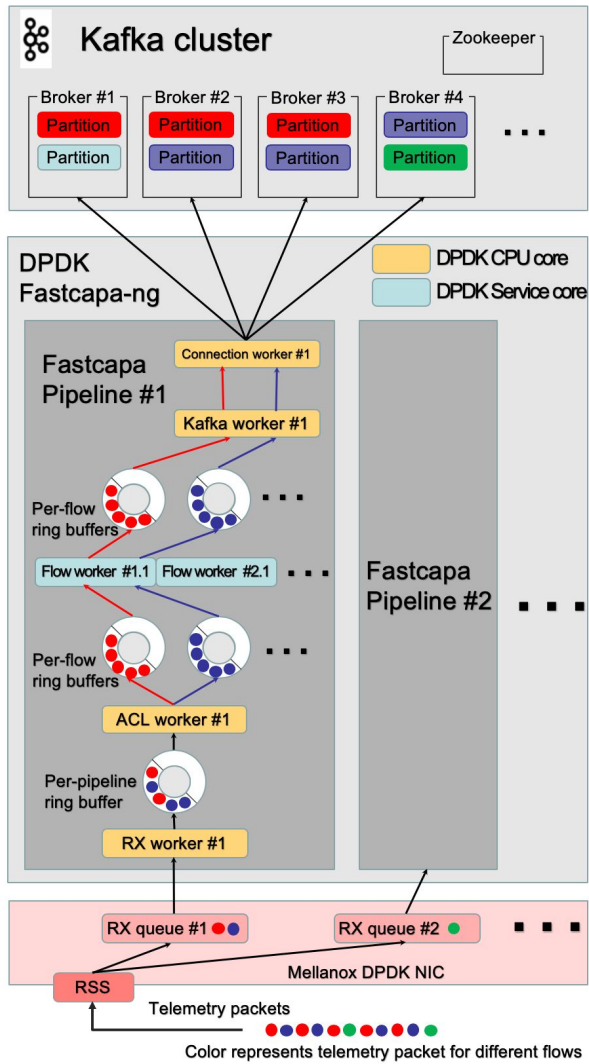 Kafka cluster
Zookeeper
Broker #1
Broker #2
Broker #3
Broker #4
Partition
Partition
Partition
Partition
Partition
Partition
Partition
Partition
DPDK
Fastcapa-ng
DPDK CPU core
DPDK Service core
Fastcapa
Pipeline #1
Connection worker #1
Kafka worker #1
Per-flow
ring buffers
Flow worker #1.1
Flow worker #2.1
Fastcapa
Pipeline #2
Per-flow
ring buffers
ACL worker #1
Per-pipeline
ring buffer
RX worker #1
RX queue #1
RX queue #2
Mellanox DPDK NIC
RSS
Telemetry packets
Color represents telemetry packet for different flows